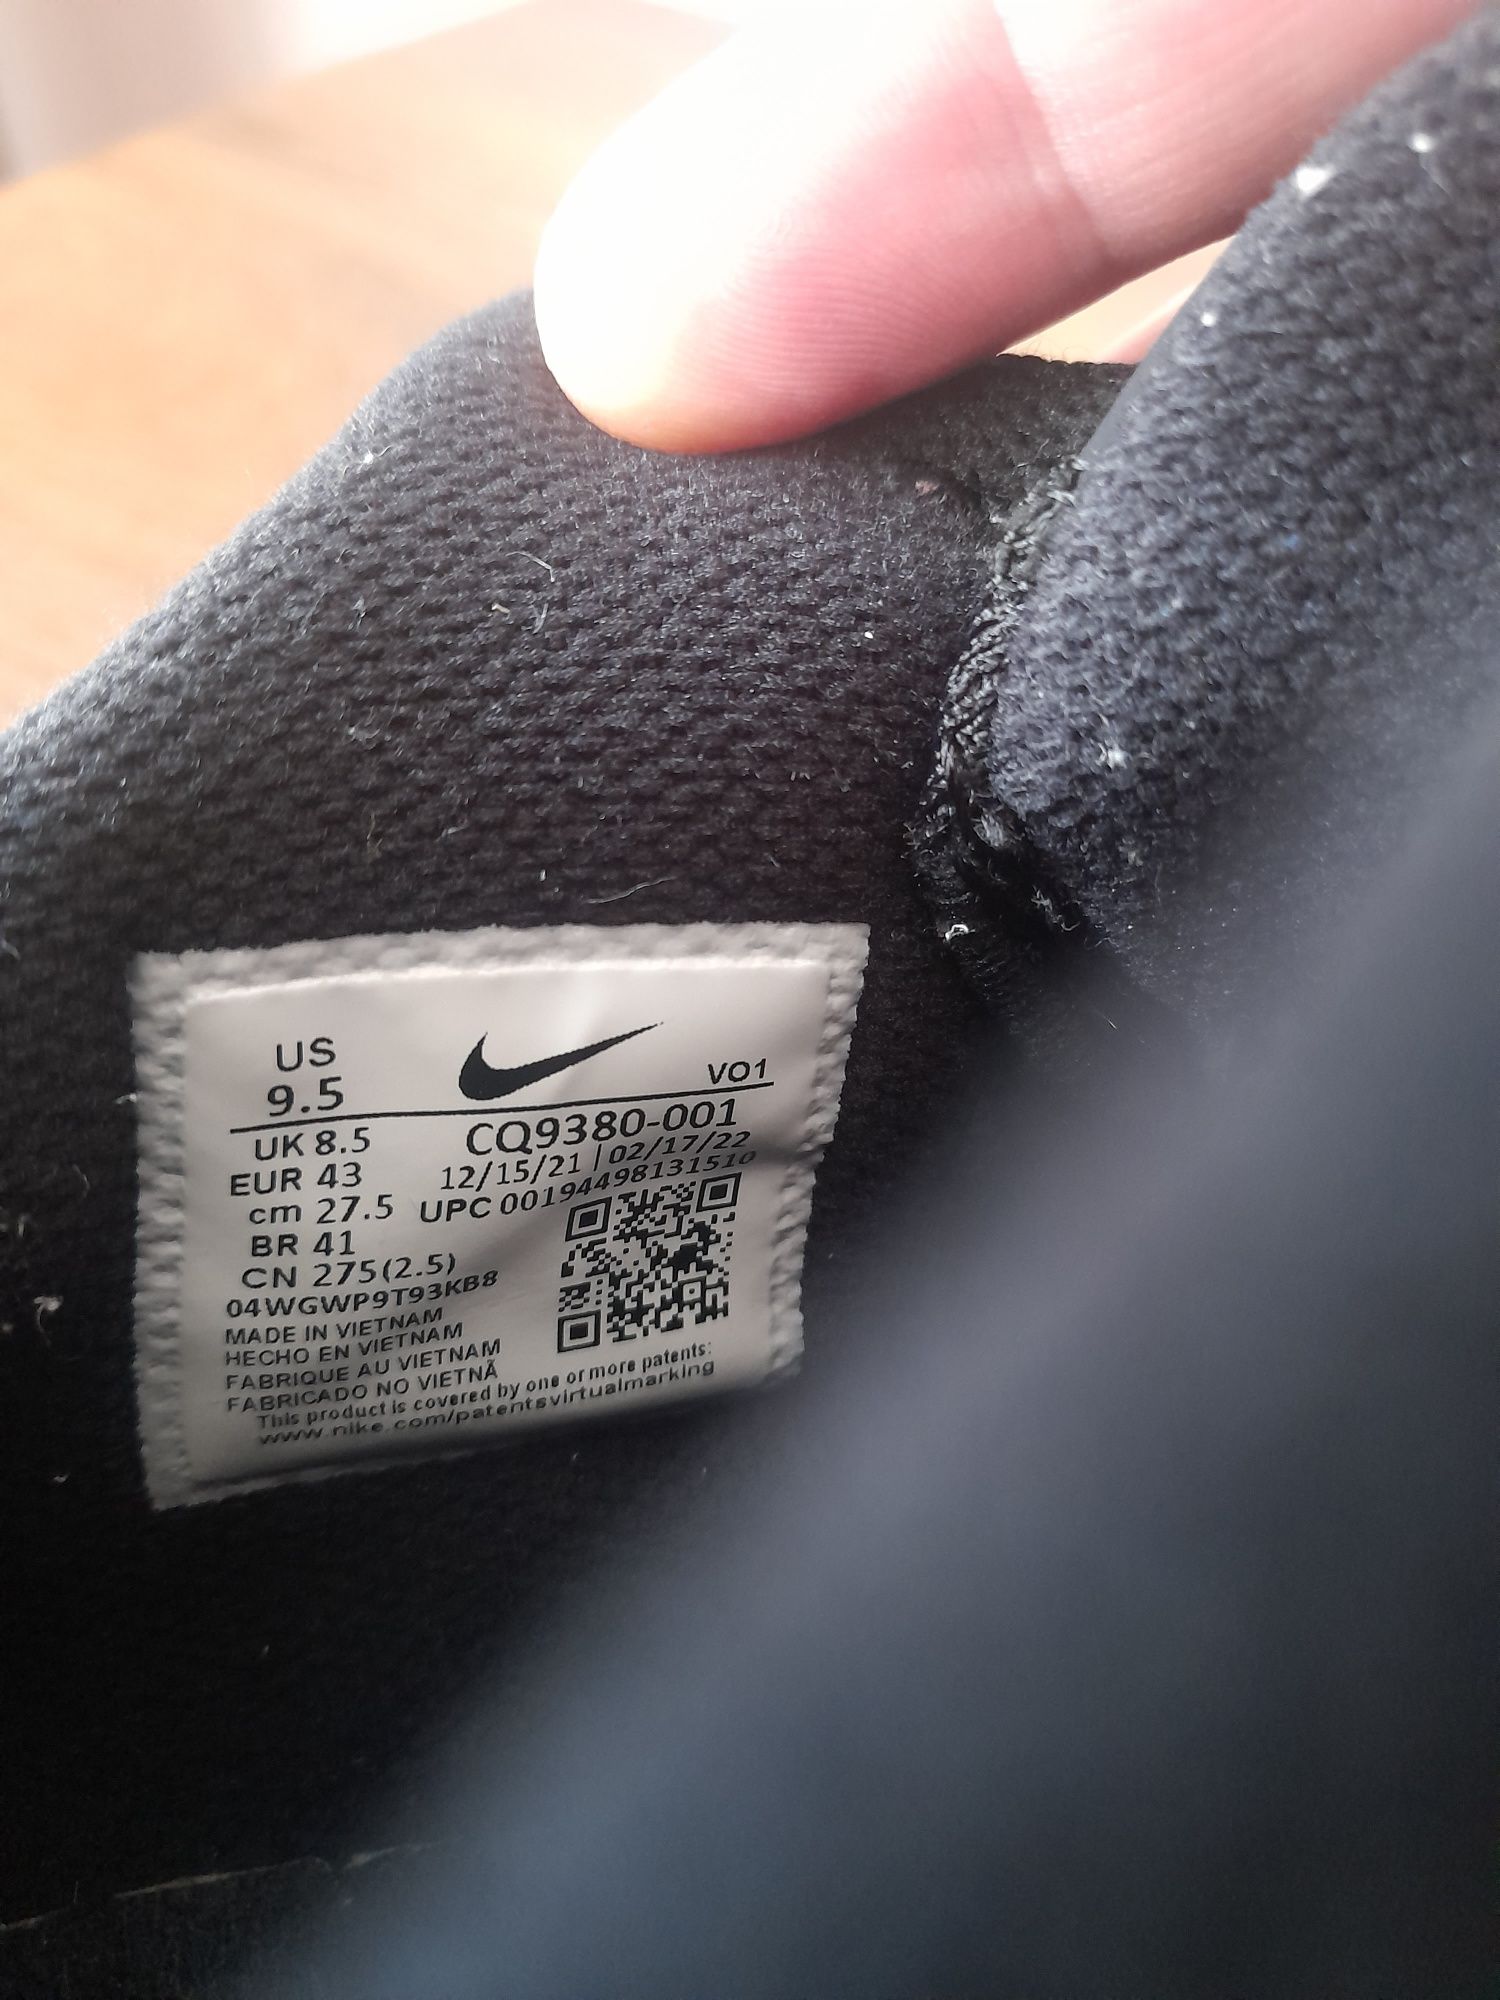 US
9.5
VO1
UK 8.5
EUR 43
cm 27.5
BR 41
CN 275(2.5)
CQ9380-001
12/15/21 | 02/17/22
UPC 00194498131510
04WGWP9T93KB8
MADE IN VIETNAM
HECHO EN VIETNAM
FABRIQUE AU VIETNAM
FABRICADO NO VIETNÃ
This product is covered by one or more patents:
www.nike.com/patentsvirtualmarking